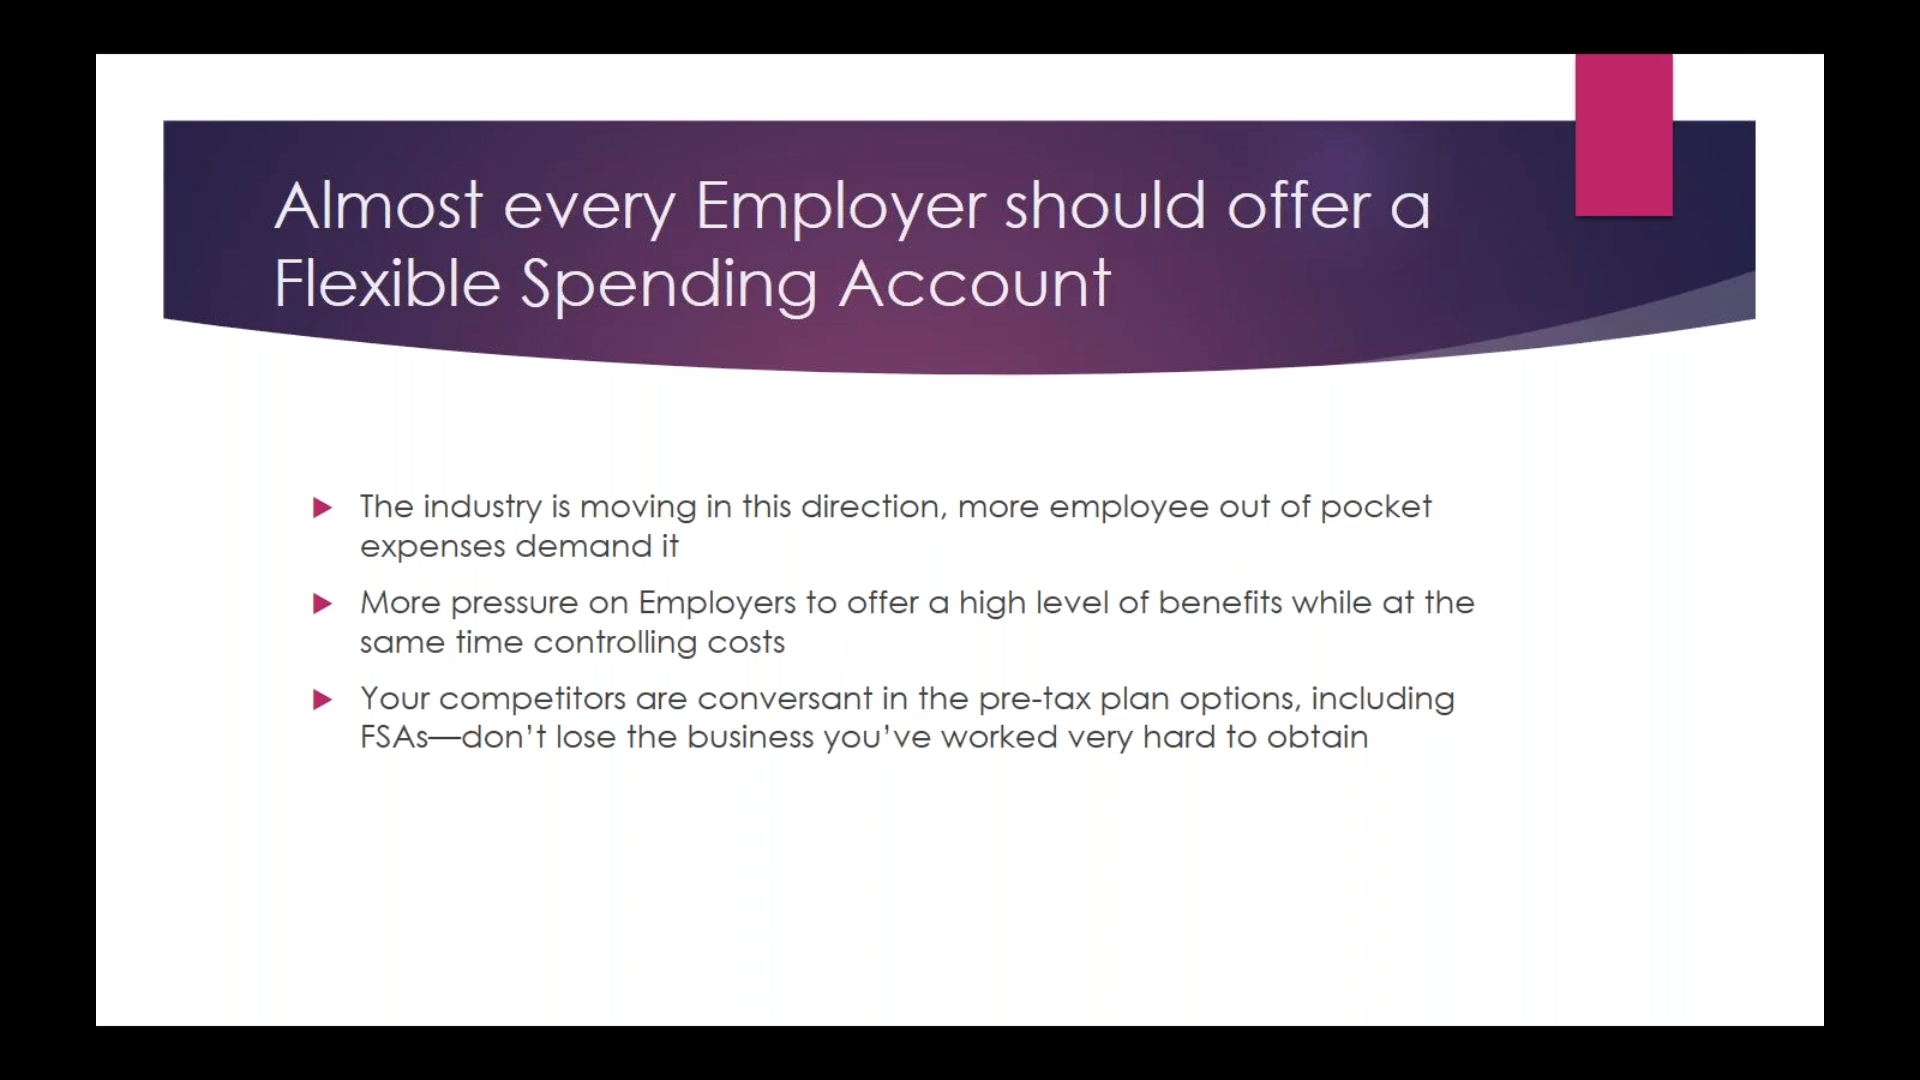 Almost every Employer should offer a
Flexible Spending Account
The industry is moving in this direction, more employee out of pocket
expenses demand it
More pressure on Employers to offer a high level of benefits while at the
same time controlling costs
Your competitors are conversant in the pre-tax plan options, including
FSAs—don’t lose the business you’ve worked very hard to obtain